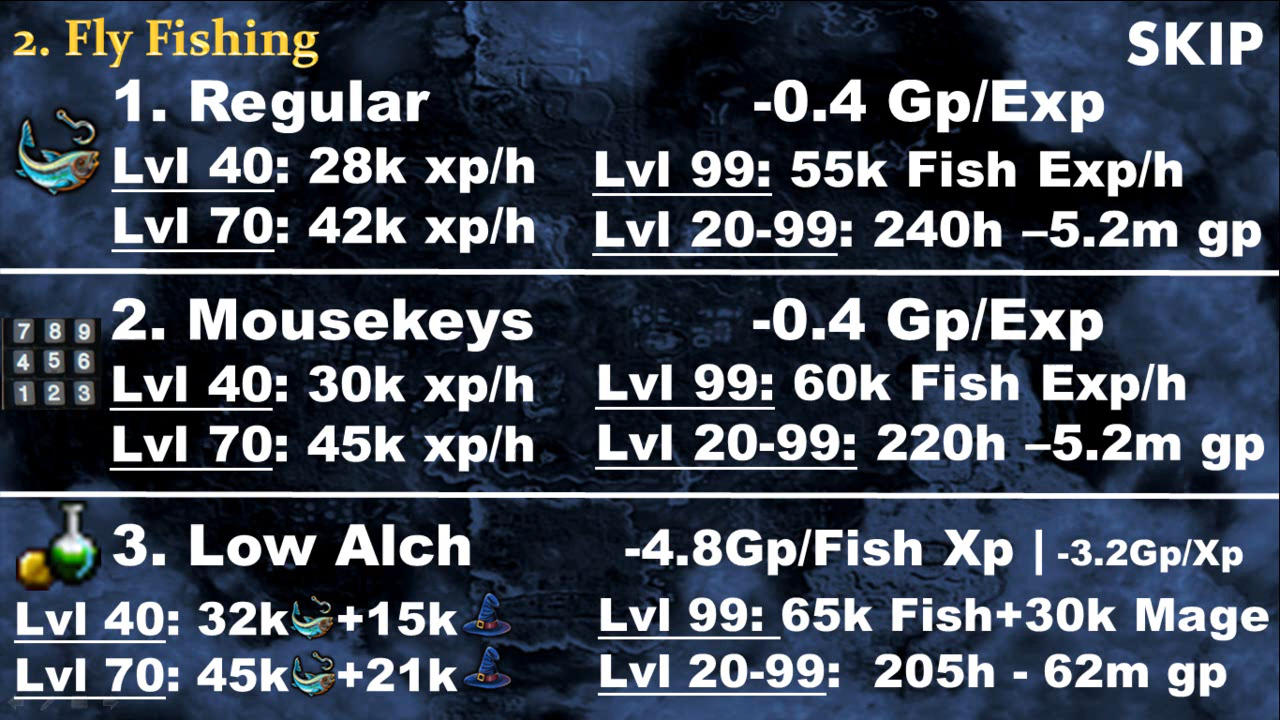 2. Fly Fishing
SKIP
1. Regular
-0.4 Gp/Exp
Lvl 40: 28k xp/h
Lvl 99: 55k Fish Exp/h
Lvl 70: 42k xp/h
Lvl 20-99: 240h –5.2m gp
7 8 9
4 5 6
1 2 3
2. Mousekeys
-0.4 Gp/Exp
Lvl 40: 30k xp/h
Lvl 99: 60k Fish Exp/h
Lvl 70: 45k xp/h
Lvl 20-99: 220h –5.2m gp
3. Low Alch
-4.8Gp/Fish Xp | -3.2Gp/Xp
Lvl 40: 32k +15k
Lvl 99: 65k Fish+30k Mage
Lvl 70: 45k +21k
Lvl 20-99: 205h - 62m gp